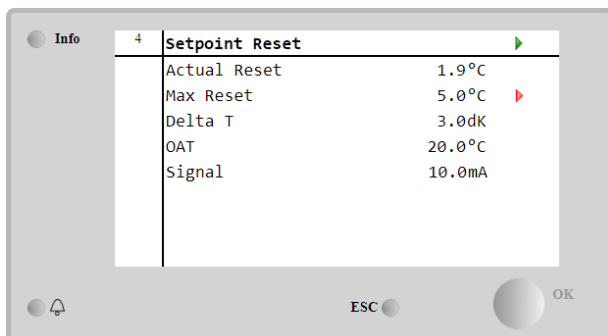 Info
4 Setpoint Reset
Actual Reset 1.9°C
Max Reset 5.0°C
Delta T 3.0dK
OAT 20.0°C
Signal 10.0mA
ESC OK